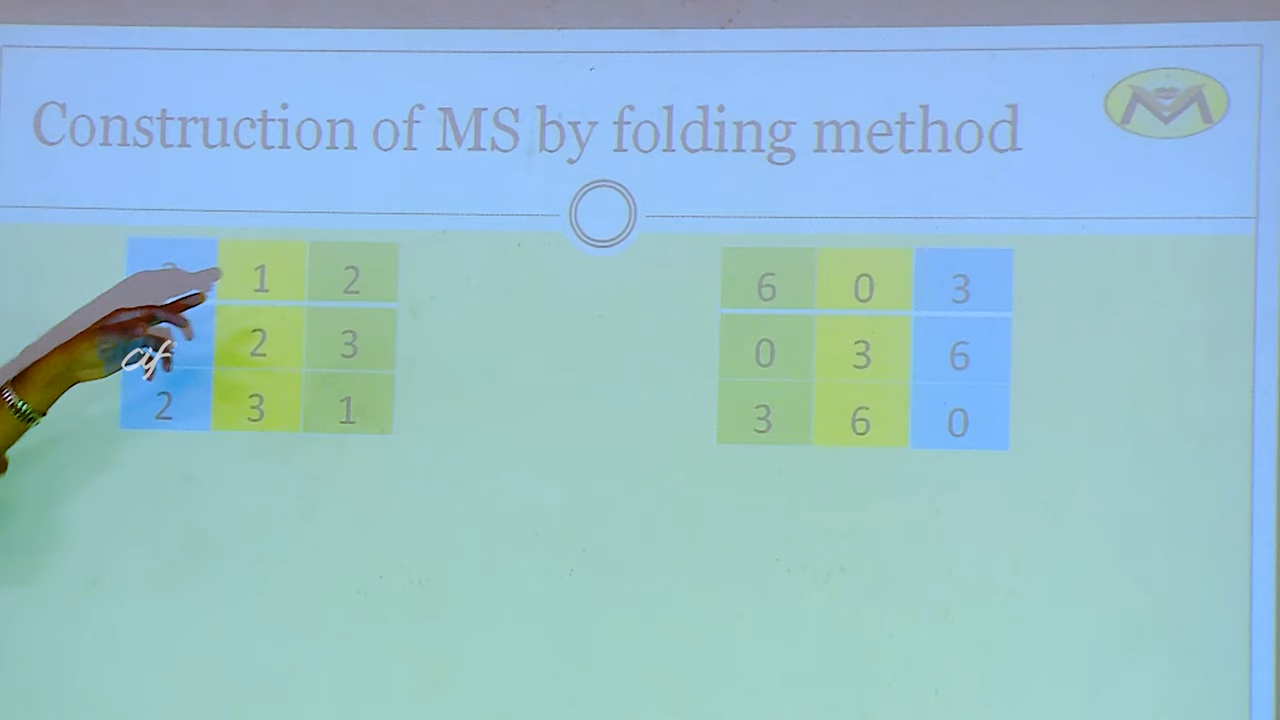 Construction of MS by folding method
1 2
2 3
2 3 1
6 0 3
0 3 6
3 6 0
af